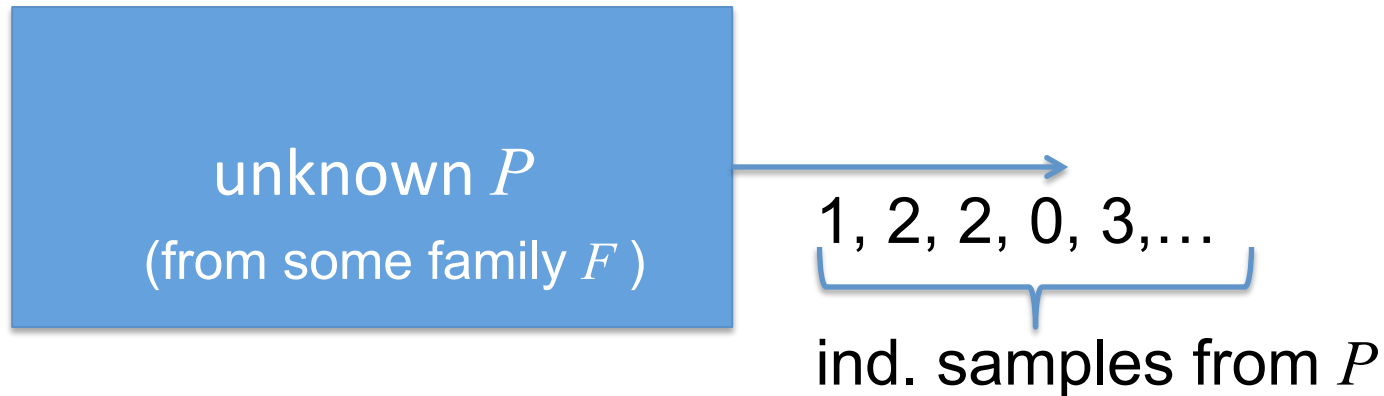 unknown P
(from some family F )
1, 2, 2, 0, 3,…
ind. samples from P